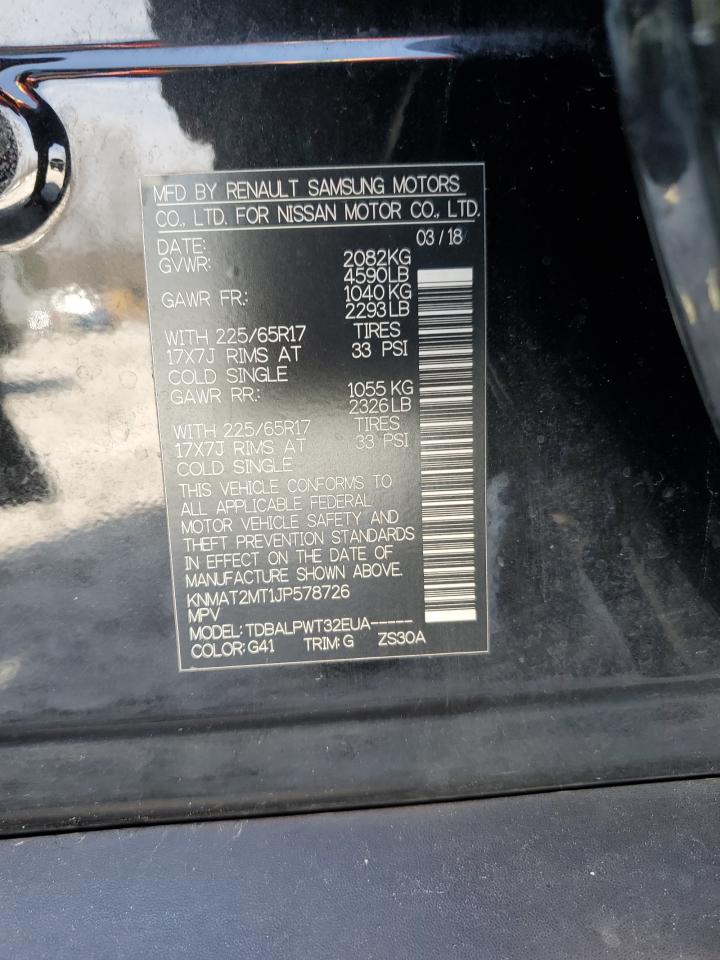 MFD BY RENAULT SAMSUNG MOTORS
CO., LTD. FOR NISSAN MOTOR CO., LTD.
DATE: 03/18
GVWR: 2082KG
4590LB
GAWR FR.: 1040KG
2293LB
WITH 225/65R17 TIRES
17X7J RIMS AT 33 PSI
COLD SINGLE
GAWR RR.: 1055KG
2326LB
WITH 225/65R17 TIRES
17X7J RIMS AT 33 PSI
COLD SINGLE
THIS VEHICLE CONFORMS TO
ALL APPLICABLE FEDERAL
MOTOR VEHICLE SAFETY AND
THEFT PREVENTION STANDARDS
IN EFFECT ON THE DATE OF
MANUFACTURE SHOWN ABOVE.
KNMAT2MT1JP578726
MPV
MODEL: TDBALPWT32EUA-----
COLOR: G41 TRIM: G ZS30A